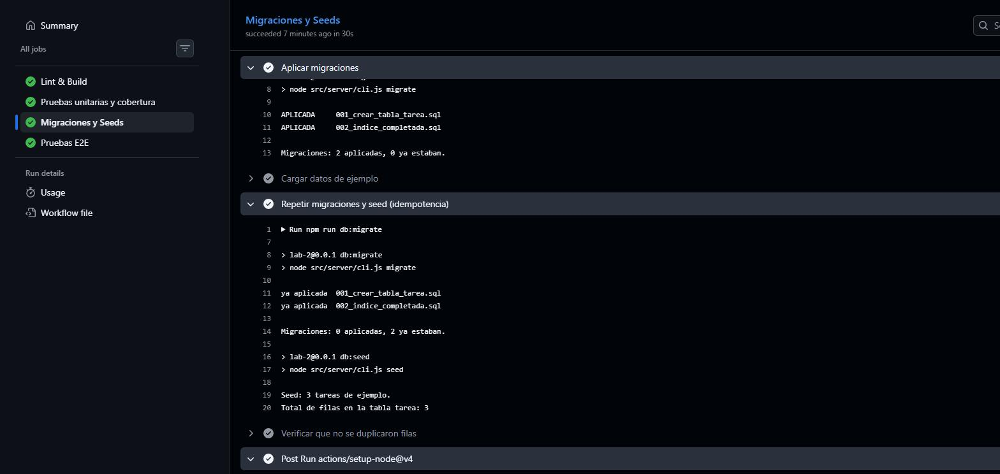 Summary
All jobs
Lint & Build
Pruebas unitarias y cobertura
Migraciones y Seeds
Pruebas E2E
Run details
Usage
Workflow file
Migraciones y Seeds
succeeded 7 minutes ago in 30s
Aplicar migraciones
8 > node src/server/cli.js migrate
9
10 APLICADA 001_crear_tabla_tarea.sql
11 APLICADA 002_indice_completada.sql
12
13 Migraciones: 2 aplicadas, 0 ya estaban.
Cargar datos de ejemplo
Repetir migraciones y seed (idempotencia)
1 ▶ Run npm run db:migrate
7
8 > lab-2@0.0.1 db:migrate
9 > node src/server/cli.js migrate
10
11 ya aplicada 001_crear_tabla_tarea.sql
12 ya aplicada 002_indice_completada.sql
13
14 Migraciones: 0 aplicadas, 2 ya estaban.
15
16 > lab-2@0.0.1 db:seed
17 > node src/server/cli.js seed
18
19 Seed: 3 tareas de ejemplo.
20 Total de filas en la tabla tarea: 3
Verificar que no se duplicaron filas
Post Run actions/setup-node@v4